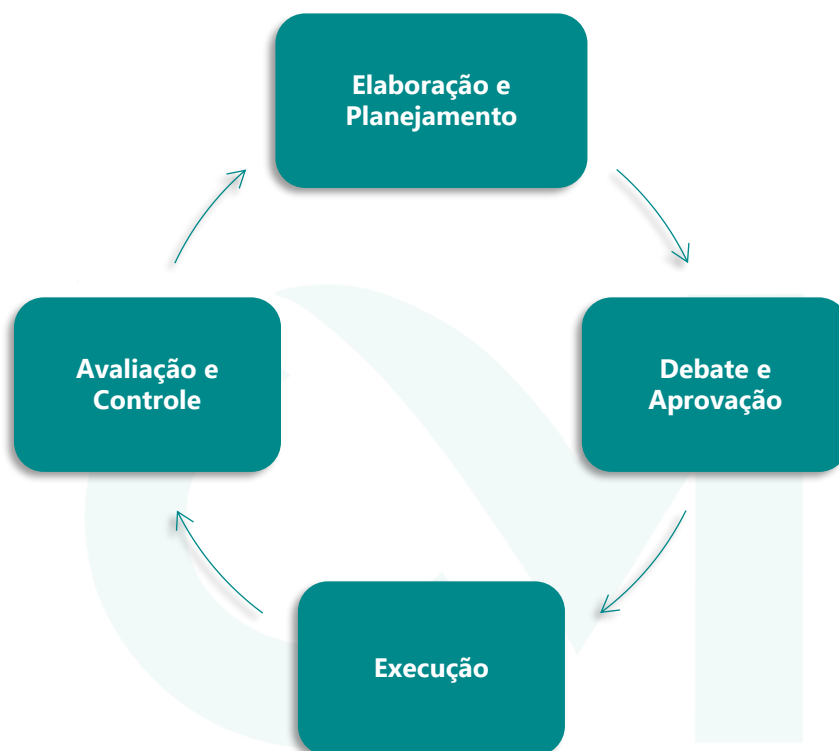 Elaboração e
Planejamento
Avaliação e
Controle
Debate e
Aprovação
Execução